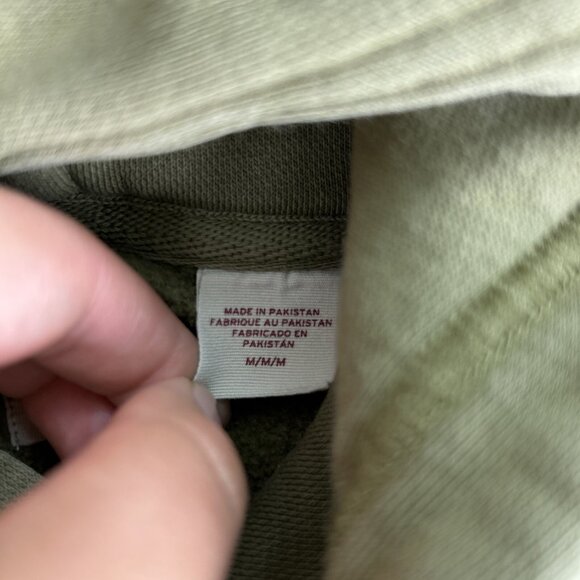 MADE IN PAKISTAN
FABRIQUE AU PAKISTAN
FABRICADO EN
PAKISTÁN
M/M/M